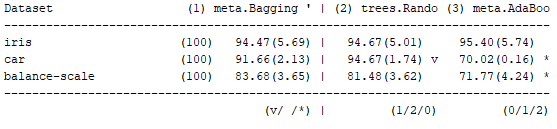 Dataset (1) meta.Bagging ' | (2) trees.Rando (3) meta.AdaBoo
iris (100) 94.47(5.69) | 94.67(5.01) 95.40(5.74)
car (100) 91.66(2.13) | 94.67(1.74) v 70.02(0.16) *
balance-scale (100) 83.68(3.65) | 81.48(3.62) 71.77(4.24) *
(v/ /*) | (1/2/0) (0/1/2)